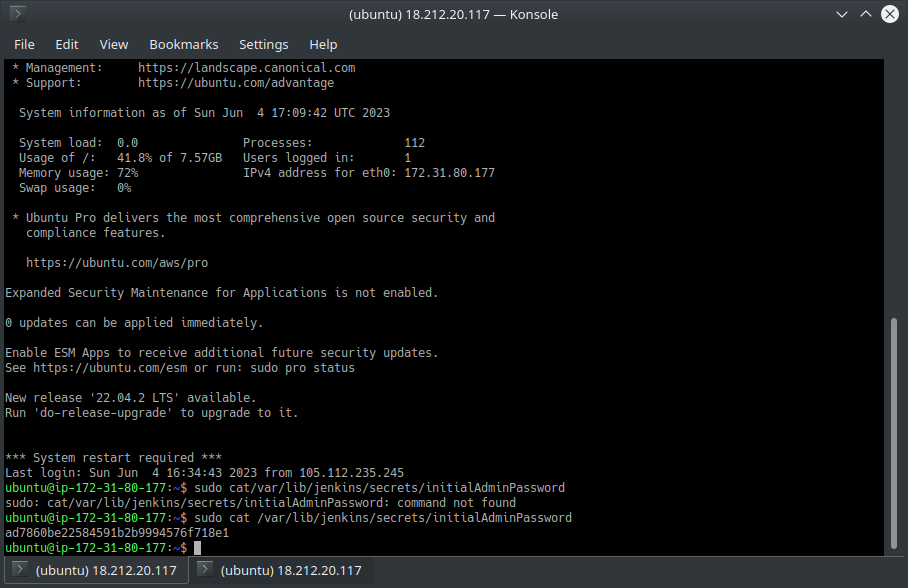 (ubuntu) 18.212.20.117 — Konsole
File Edit View Bookmarks Settings Help
* Management: https://landscape.canonical.com
* Support: https://ubuntu.com/advantage
System information as of Sun Jun 4 17:09:42 UTC 2023
System load: 0.0 Processes: 112
Usage of /: 41.8% of 7.57GB Users logged in: 1
Memory usage: 72% IPv4 address for eth0: 172.31.80.177
Swap usage: 0%
* Ubuntu Pro delivers the most comprehensive open source security and
compliance features.
https://ubuntu.com/aws/pro
Expanded Security Maintenance for Applications is not enabled.
0 updates can be applied immediately.
Enable ESM Apps to receive additional future security updates.
See https://ubuntu.com/esm or run: sudo pro status
New release '22.04.2 LTS' available.
Run 'do-release-upgrade' to upgrade to it.
*** System restart required ***
Last login: Sun Jun 4 16:34:43 2023 from 105.112.235.245
ubuntu@ip-172-31-80-177:~$ sudo cat/var/lib/jenkins/secrets/initialAdminPassword
sudo: cat/var/lib/jenkins/secrets/initialAdminPassword: command not found
ubuntu@ip-172-31-80-177:~$ sudo cat /var/lib/jenkins/secrets/initialAdminPassword
ad7860be22584591b2b9994576f718e1
ubuntu@ip-172-31-80-177:~$
(ubuntu) 18.212.20.117 (ubuntu) 18.212.20.117